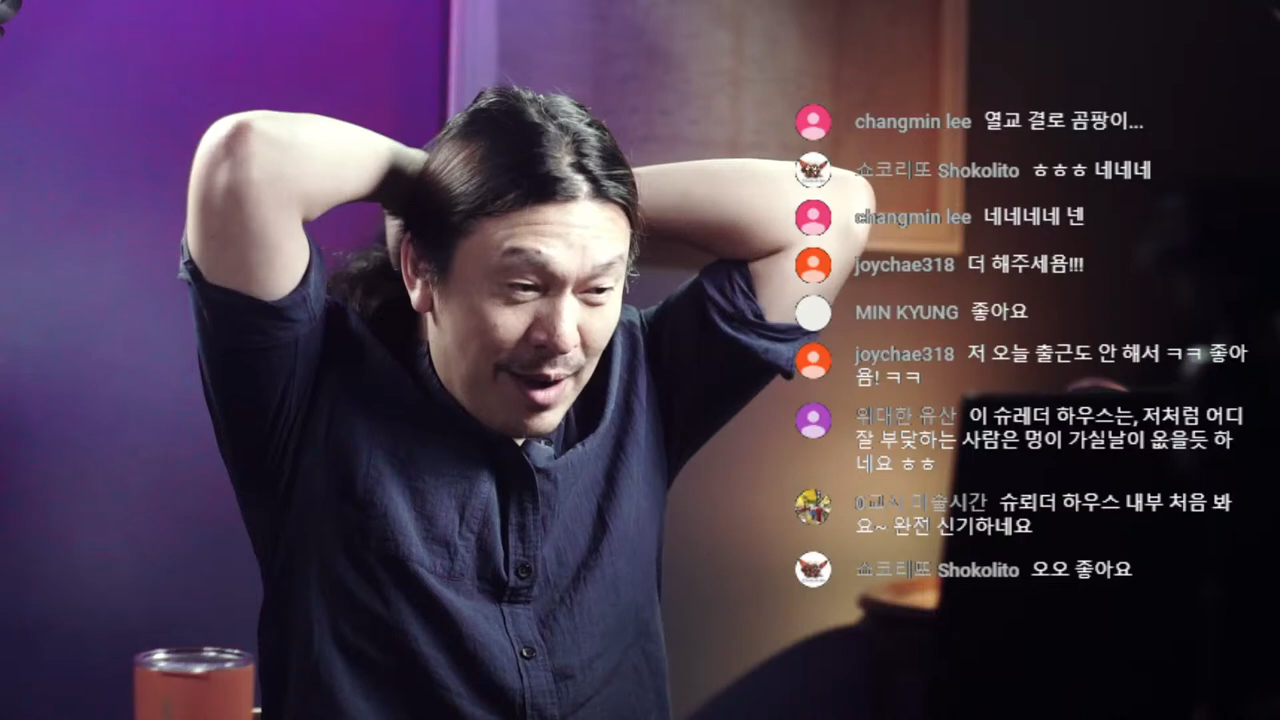 changmin lee 열교 결로 곰팡이...
쇼코리또 Shokolito ㅎㅎㅎ 네네네
changmin lee 네네네네 넨
joychae318 더 해주세욤!!!
MIN KYUNG 좋아요
joychae318 저 오늘 출근도 안 해서 ㅋㅋ 좋아
욤! ㅋㅋ
위대한 유산 이 슈레더 하우스는, 저처럼 어디
잘 부닺하는 사람은 멍이 가실날이 옶을듯 하
네요 ㅎㅎ
0교시 미술시간 슈뢰더 하우스 내부 처음 봐
요~ 완전 신기하네요
쇼코리또 Shokolito 오오 좋아요